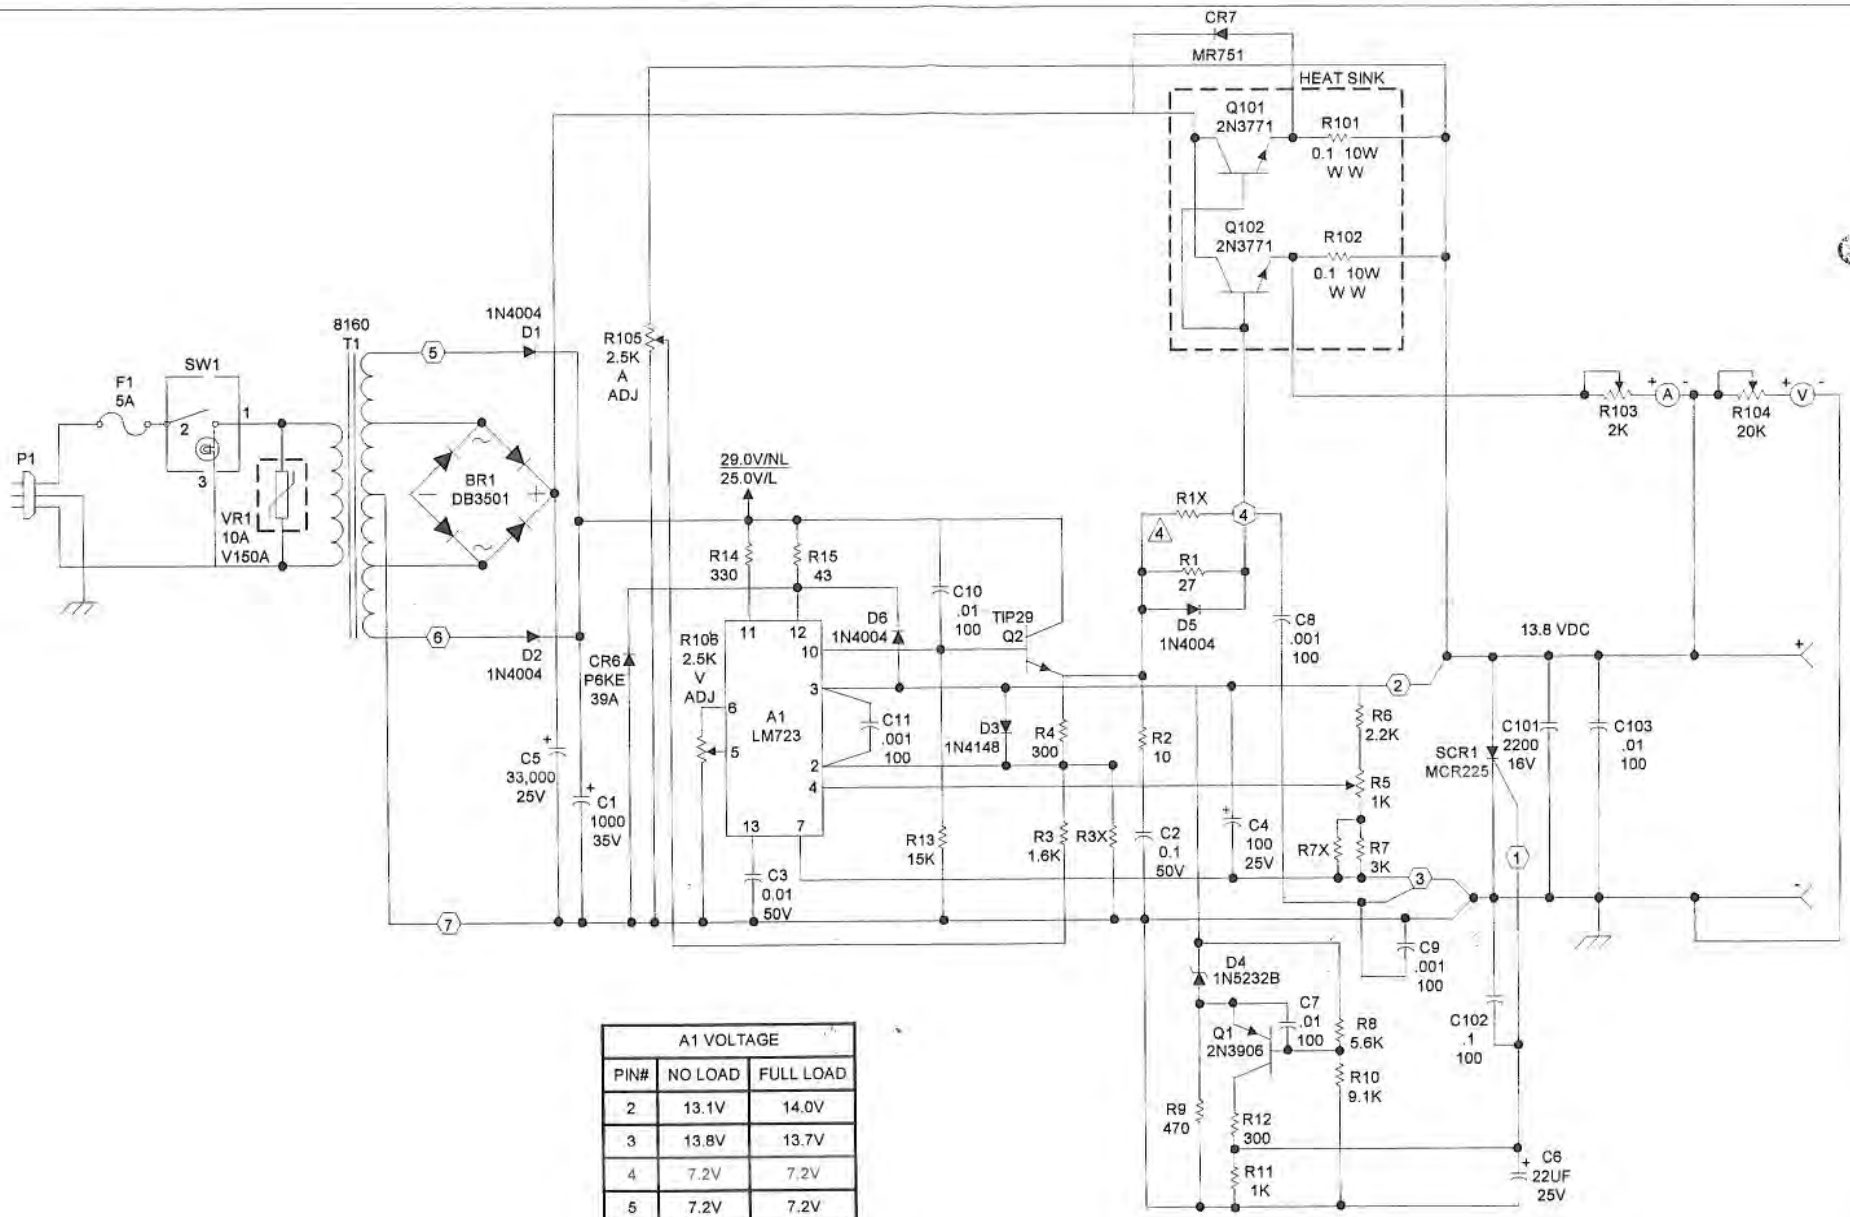 CR7
MR751
HEAT SINK
Q101
2N3771
R101
0.1 10W
W W
Q102
2N3771
R102
0.1 10W
W W
1N4004
D1
8160
T1
5
SW1
F1
5A
1
2
3
P1
VR1
10A
V150A
BR1
DB3501
~
~
-
+
R105
2.5K
A
ADJ
+ A -
+ V -
R103
2K
R104
20K
29.0V/NL
25.0V/L
R14
330
R15
43
R1X
4
4
R1
27
D5
1N4004
C8
.001
100
C10
.01
100
TIP29
Q2
D6
1N4004
6
D2
1N4004
CR6
P6KE
39A
R106
2.5K
V
ADJ
11
12
10
3
6
5
2
4
13
7
A1
LM723
C11
.001
100
D3
1N4148
R4
300
R2
10
13.8 VDC
+
2
R6
2.2K
R5
1K
SCR1
MCR225
C101
2200
16V
C103
.01
100
+
C5
33,000
25V
+
C1
1000
35V
R13
15K
R3
1.6K
R3X
C2
0.1
50V
+
C4
100
25V
R7X
R7
3K
1
3
-
C3
0.01
50V
7
C9
.001
100
D4
1N5232B
C7
.01
100
Q1
2N3906
R8
5.6K
R10
9.1K
C102
.1
100
R9
470
R12
300
R11
1K
+ C6
22UF
25V
A1 VOLTAGE
PIN# NO LOAD FULL LOAD
2 13.1V 14.0V
3 13.8V 13.7V
4 7.2V 7.2V
5 7.2V 7.2V